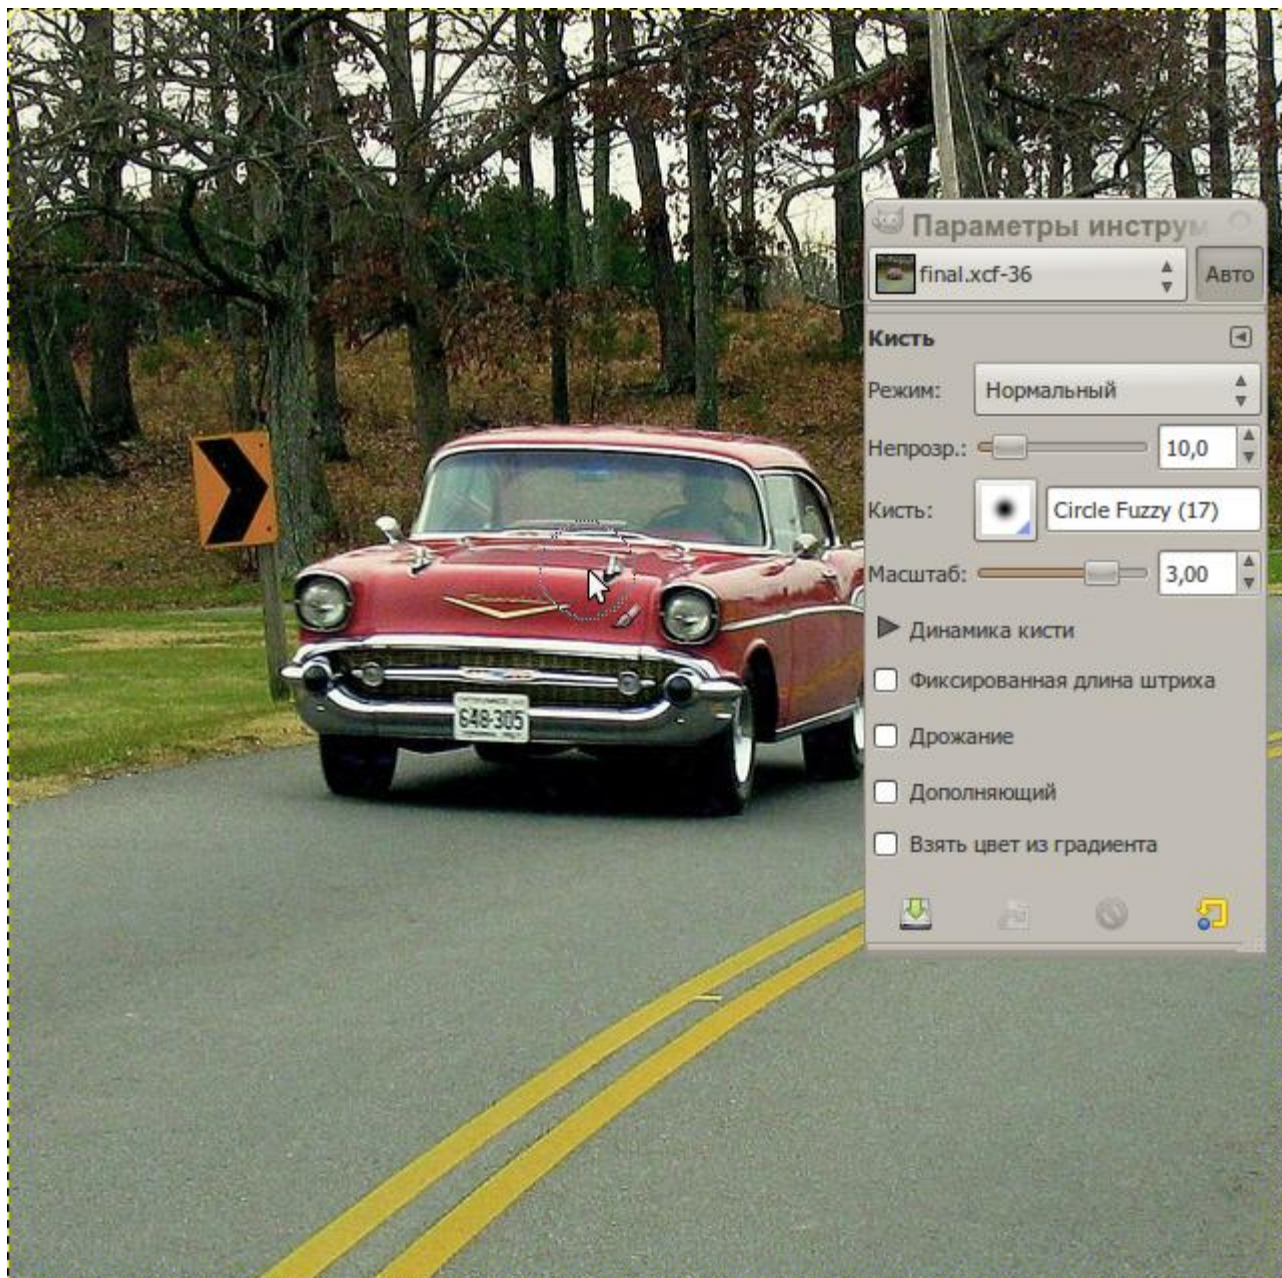 Параметры инструм
final.xcf-36
Авто
Кисть
Режим: Нормальный
Непрозр.: 10,0
Кисть: Circle Fuzzy (17)
Масштаб: 3,00
Динамика кисти
Фиксированная длина штриха
Дрожание
Дополняющий
Взять цвет из градиента
648-305